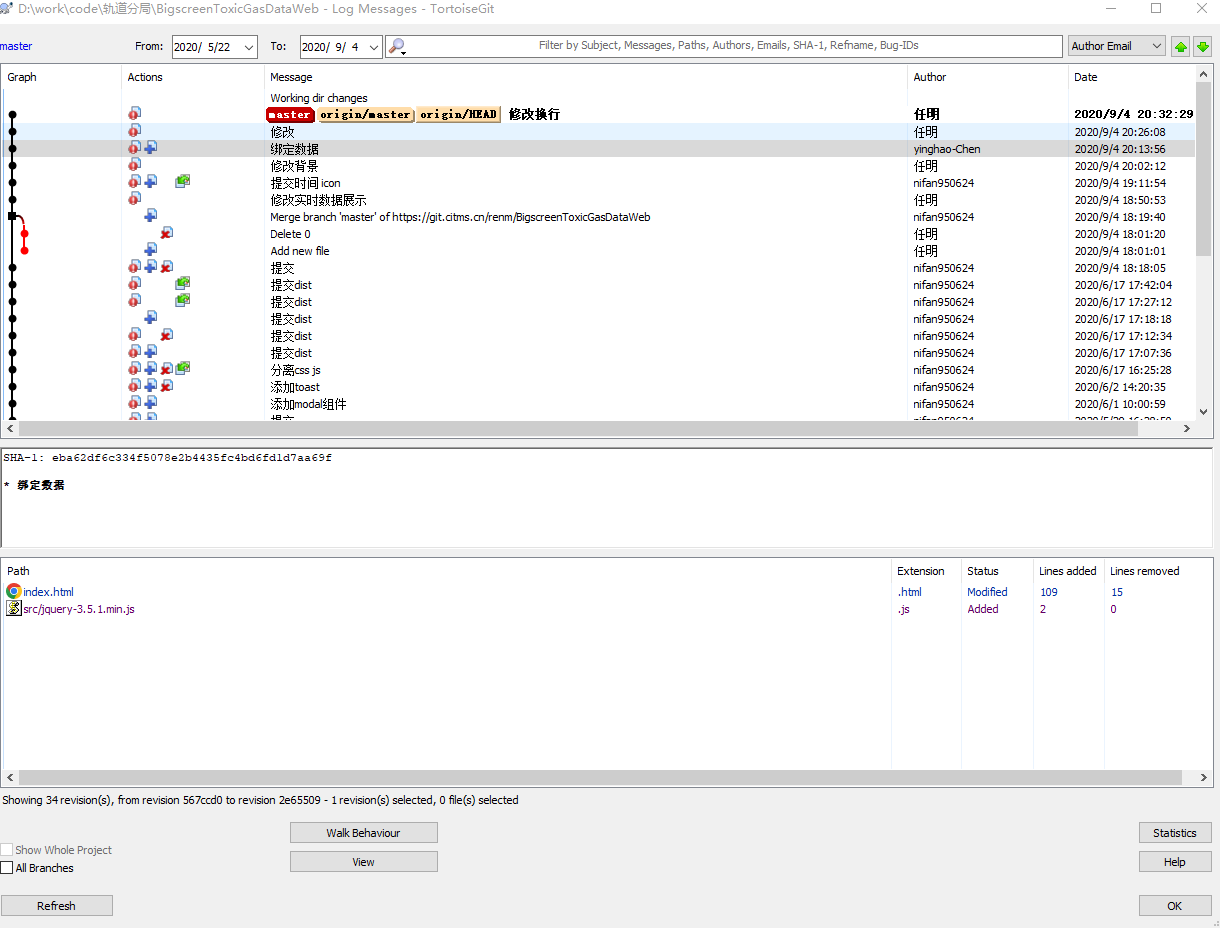 D:\work\code\轨道分局\BigscreenToxicGasDataWeb - Log Messages - TortoiseGit
master From: 2020/ 5/22 To: 2020/ 9/ 4 Filter by Subject, Messages, Paths, Authors, Emails, SHA-1, Refname, Bug-IDs Author Email
Graph Actions Message Author Date
Working dir changes
master origin/master origin/HEAD 修改换行 任明 2020/9/4 20:32:29
修改 任明 2020/9/4 20:26:08
绑定数据 yinghao-Chen 2020/9/4 20:13:56
修改背景 任明 2020/9/4 20:02:12
提交时间 icon nifan950624 2020/9/4 19:11:54
修改实时数据展示 任明 2020/9/4 18:50:53
Merge branch 'master' of https://git.citms.cn/renm/BigscreenToxicGasDataWeb nifan950624 2020/9/4 18:19:40
Delete 0 任明 2020/9/4 18:01:20
Add new file 任明 2020/9/4 18:01:01
提交 nifan950624 2020/9/4 18:18:05
提交dist nifan950624 2020/6/17 17:42:04
提交dist nifan950624 2020/6/17 17:27:12
提交dist nifan950624 2020/6/17 17:18:18
提交dist nifan950624 2020/6/17 17:12:34
提交dist nifan950624 2020/6/17 17:07:36
分离css js nifan950624 2020/6/17 16:25:28
添加toast nifan950624 2020/6/2 14:20:35
添加modal组件 nifan950624 2020/6/1 10:00:59
SHA-1: eba62df6c334f5078e2b4435fc4bd6fd1d7aa69f
* 绑定数据
Path Extension Status Lines added Lines removed
index.html .html Modified 109 15
src/jquery-3.5.1.min.js .js Added 2 0
Showing 34 revision(s), from revision 567ccd0 to revision 2e65509 - 1 revision(s) selected, 0 file(s) selected
Walk Behaviour Statistics
Show Whole Project
View Help
All Branches
Refresh OK